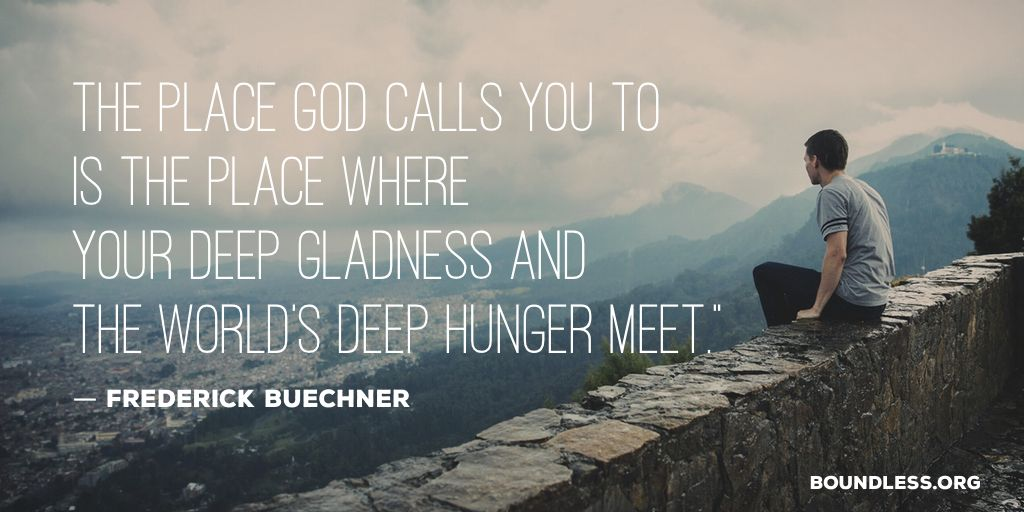 THE PLACE GOD CALLS YOU TO
IS THE PLACE WHERE
YOUR DEEP GLADNESS AND
THE WORLD'S DEEP HUNGER MEET."
— FREDERICK BUECHNER
BOUNDLESS.ORG